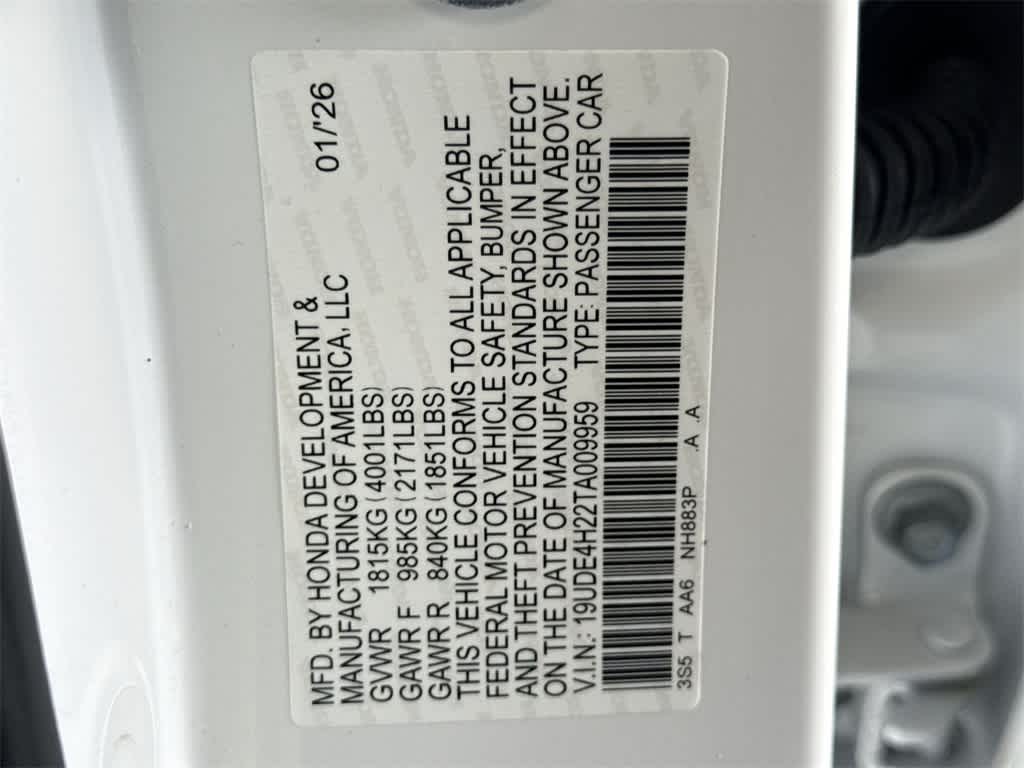 MFD. BY HONDA DEVELOPMENT &
MANUFACTURING OF AMERICA, LLC 01/'26
GVWR 1815KG (4001LBS)
GAWR F 985KG (2171LBS)
GAWR R 840KG (1851LBS)
THIS VEHICLE CONFORMS TO ALL APPLICABLE
FEDERAL MOTOR VEHICLE SAFETY, BUMPER,
AND THEFT PREVENTION STANDARDS IN EFFECT
ON THE DATE OF MANUFACTURE SHOWN ABOVE.
V.I.N.: 19UDE4H22TA009959 TYPE: PASSENGER CAR
3S5 T AA6 NH883P .A .A